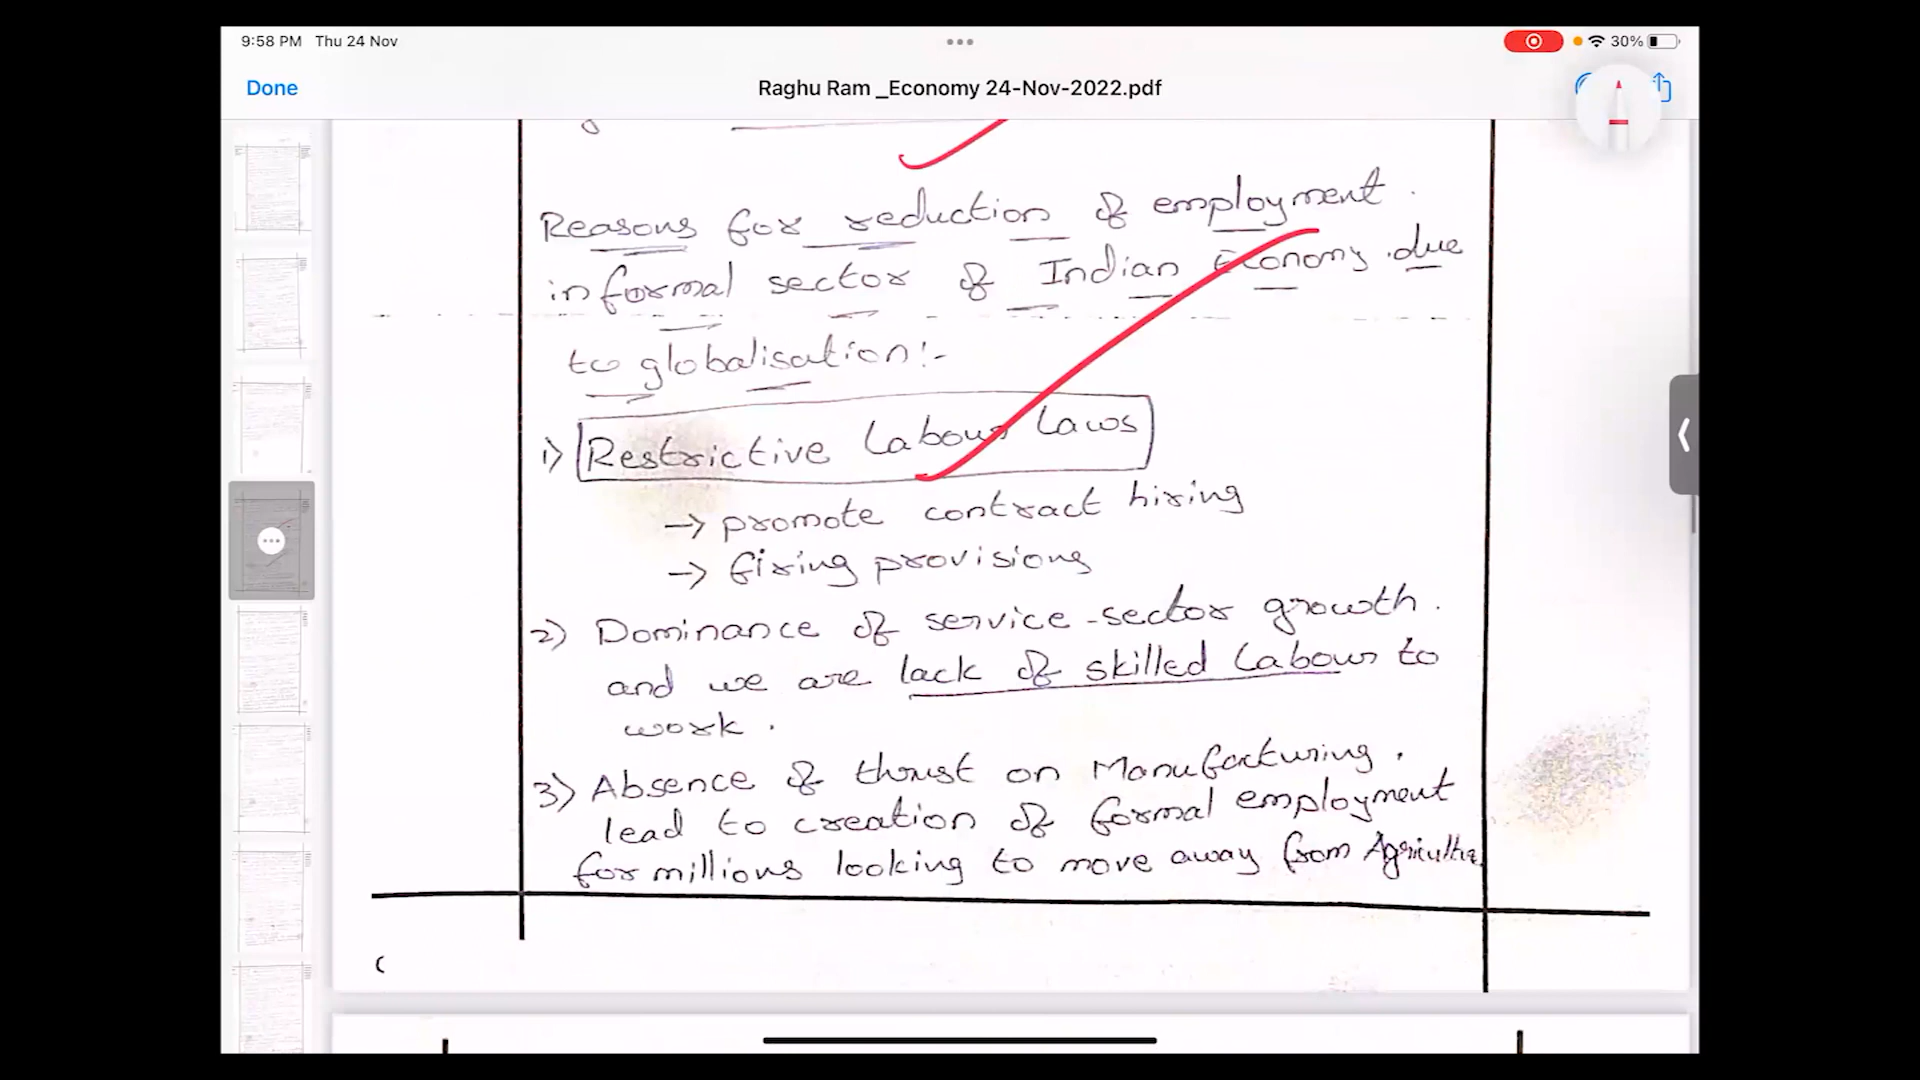 9:58 PM Thu 24 Nov
30%
Done
Raghu Ram _Economy 24-Nov-2022.pdf
Reasons for reduction of employment
in formal sector of Indian Economy due
to globalisation:-
1) Restrictive Labour Laws
→ promote contract hiring
→ firing provisions
2) Dominance of service-sector growth.
and we are lack of skilled Labour to
work.
3) Absence of thrust on Manufacturing.
lead to creation of formal employment
for millions looking to move away from Agriculture